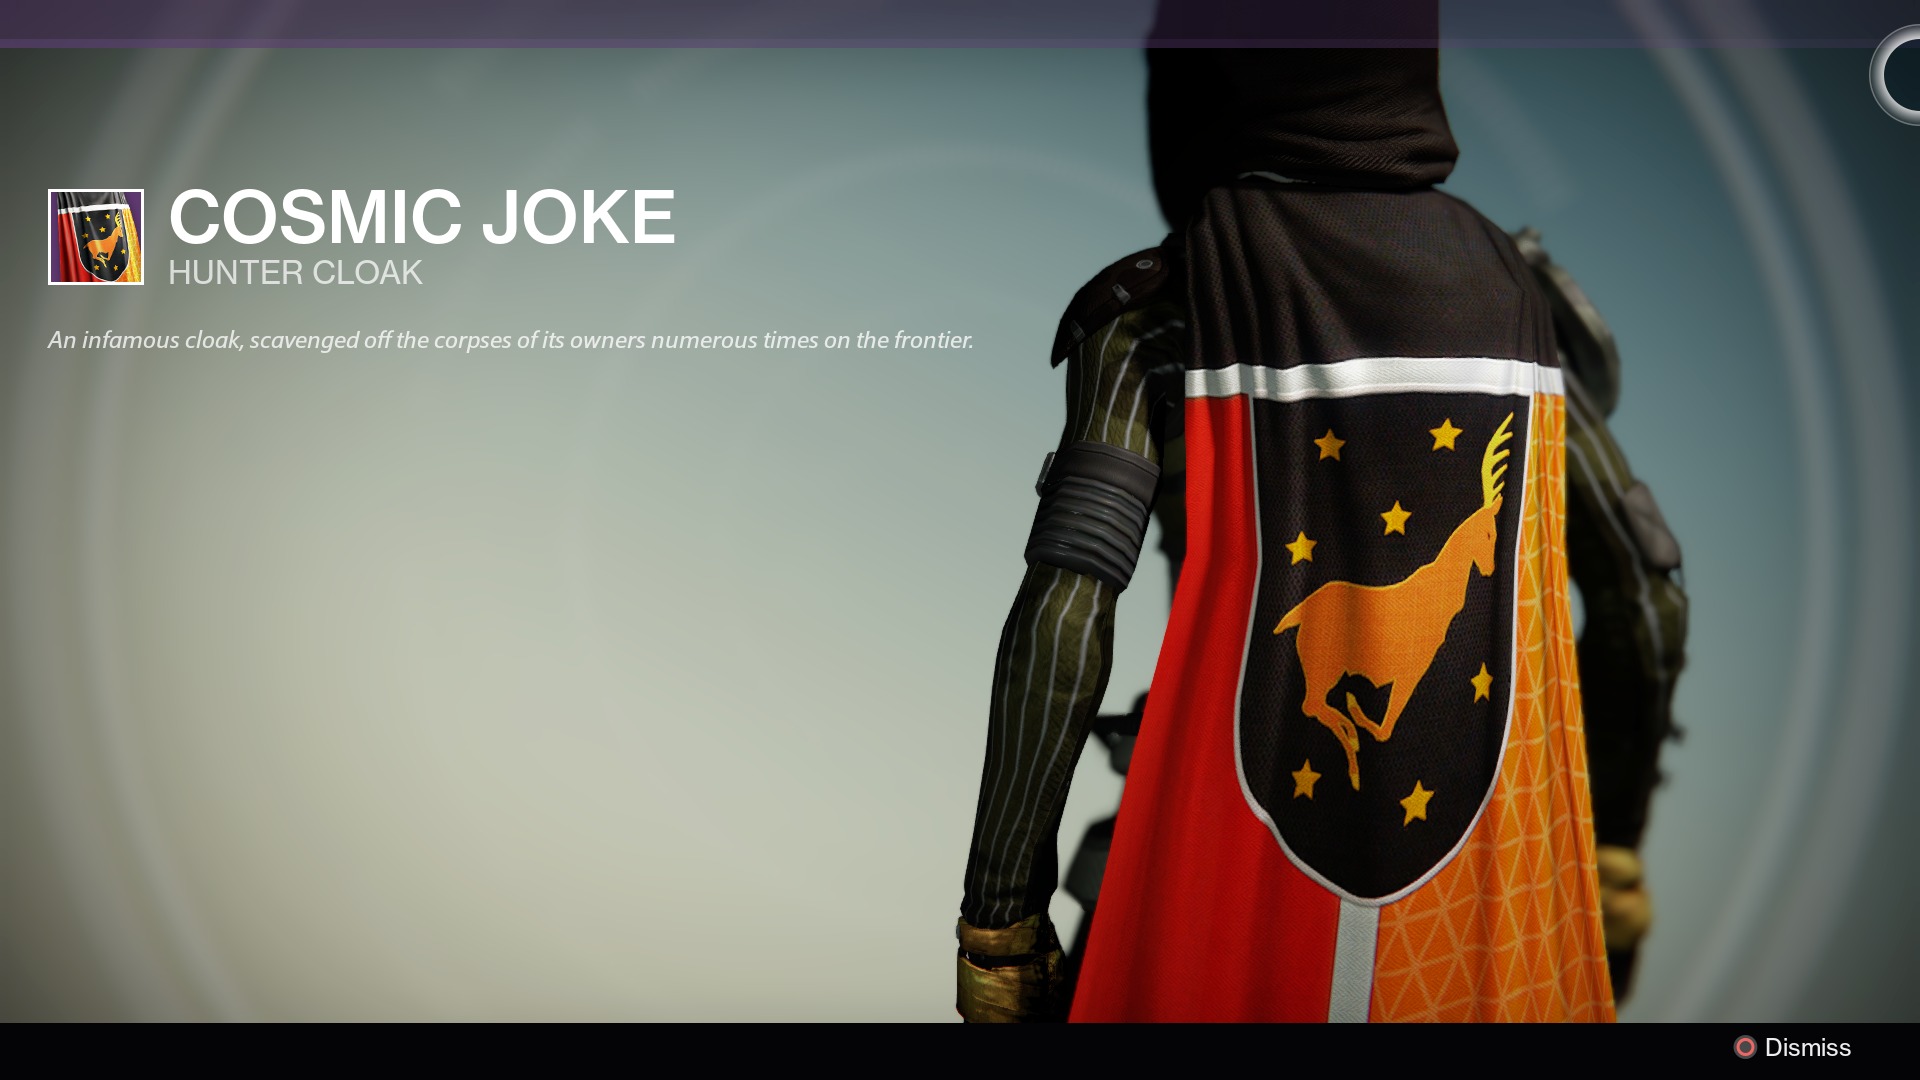 COSMIC JOKE
HUNTER CLOAK
An infamous cloak, scavenged off the corpses of its owners numerous times on the frontier.
Dismiss